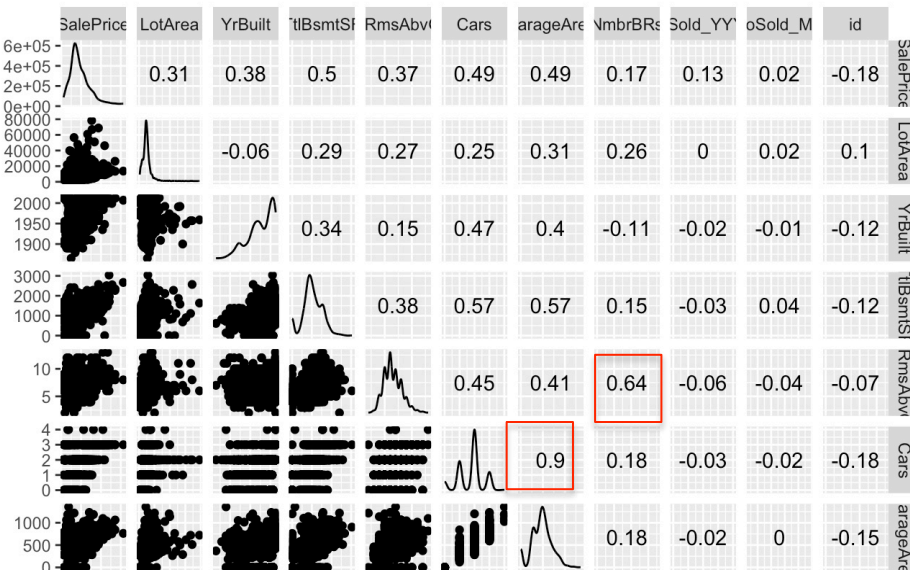 SalePrice LotArea YrBuilt TtlBsmtSF RmsAbv Cars arageAre NmbrBRs Sold_YY oSold_M id
6e+05
4e+05 0.31 0.38 0.5 0.37 0.49 0.49 0.17 0.13 0.02 -0.18 SalePrice
2e+05
0e+00
80000
60000
40000 -0.06 0.29 0.27 0.25 0.31 0.26 0 0.02 0.1 LotArea
20000
0
2000
1950 0.34 0.15 0.47 0.4 -0.11 -0.02 -0.01 -0.12 YrBuilt
1900
3000
2000 0.38 0.57 0.57 0.15 -0.03 0.04 -0.12 TtlBsmtSF
1000
0
10 0.45 0.41 0.64 -0.06 -0.04 -0.07 RmsAbv
5
4
3
2 0.9 0.18 -0.03 -0.02 -0.18 Cars
1
0
1000
500 0.18 -0.02 0 -0.15 arageAre
0